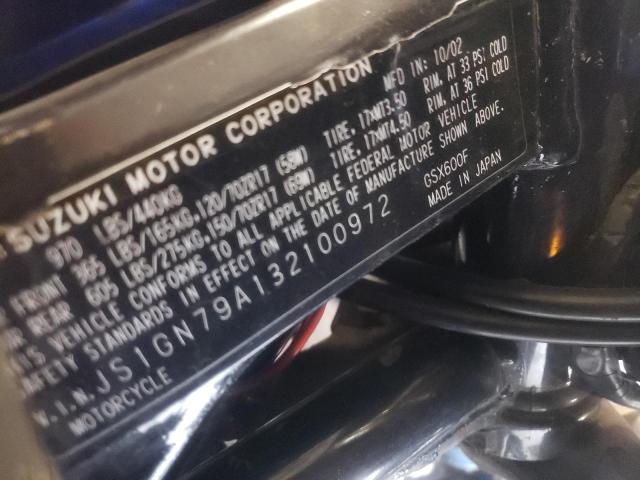 SUZUKI MOTOR CORPORATION MFD IN: 10/02
970 LBS/440KG
FRONT 365 LBS/165KG,120/70ZR17 (58W) TIRE, 17xMT3.50 RIM, AT 33 PSI COLD
REAR 605 LBS/275KG,150/70ZR17 (69W) TIRE, 17xMT4.50 RIM, AT 36 PSI COLD
VEHICLE CONFORMS TO ALL APPLICABLE FEDERAL MOTOR VEHICLE
SAFETY STANDARDS IN EFFECT ON THE DATE OF MANUFACTURE SHOWN ABOVE.
V.I.N. JS1GN79A132100972 GSX600F
MOTORCYCLE MADE IN JAPAN